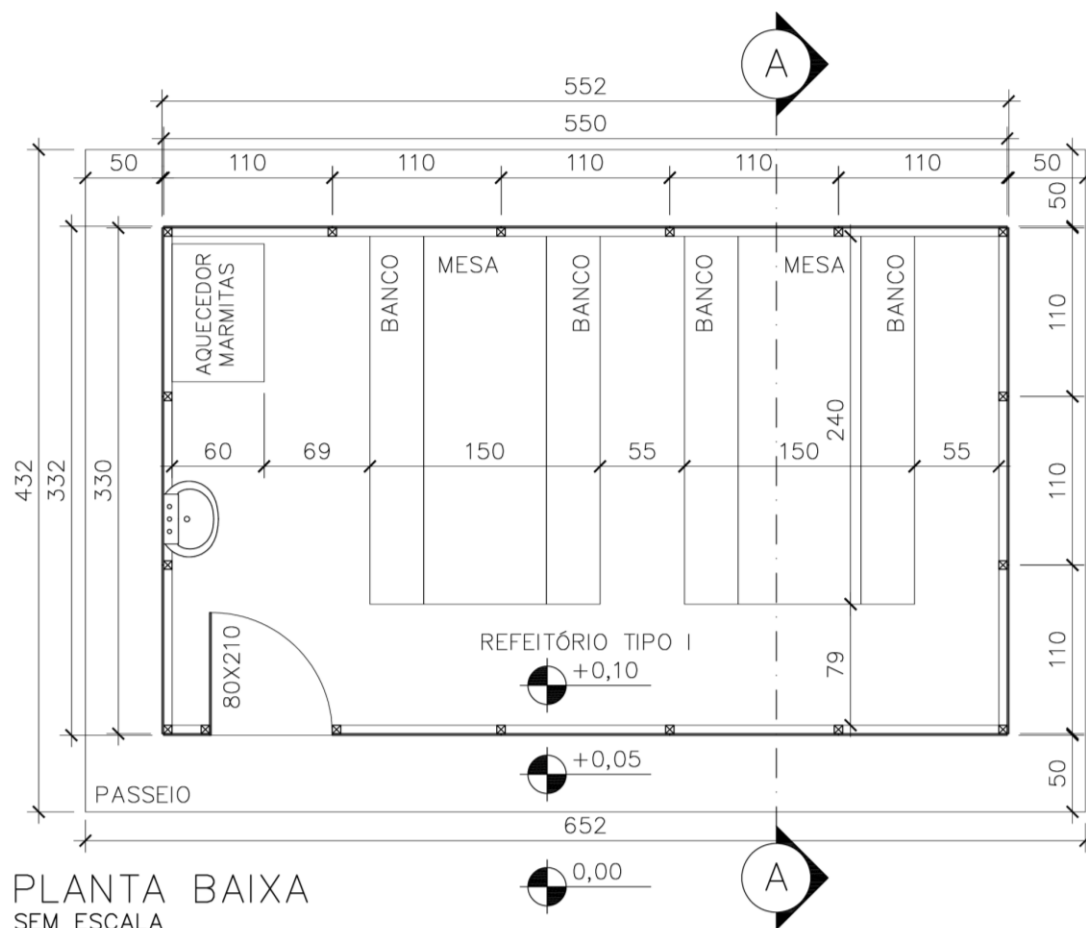 A
552
550
50 110 110 110 110 110 50
50
AQUECEDOR
MARMITAS
BANCO
MESA
BANCO
BANCO
MESA
BANCO
110
240
60 69 150 55 150 55
432
332
330
110
80X210
REFEITÓRIO TIPO I
+0,10
79
110
+0,05
50
PASSEIO
652
0,00
A
PLANTA BAIXA
SEM ESCALA